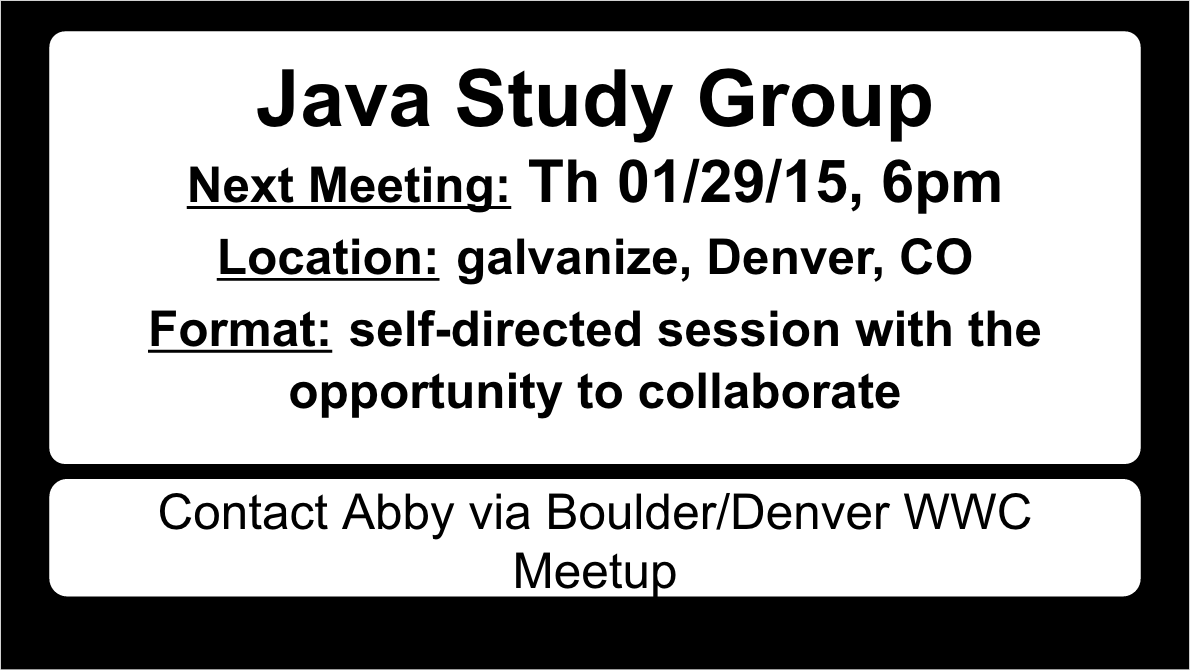 Java Study Group
Next Meeting: Th 01/29/15, 6pm
Location: galvanize, Denver, CO
Format: self-directed session with the
opportunity to collaborate
Contact Abby via Boulder/Denver WWC
Meetup